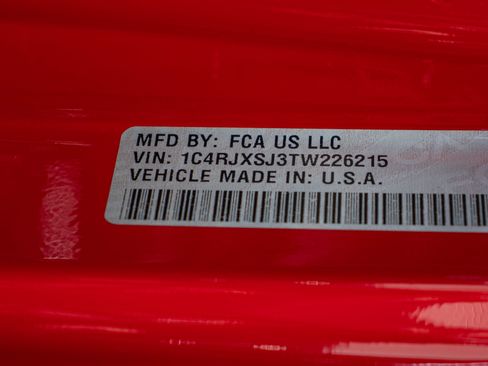 MFD BY: FCA US LLC
VIN: 1C4RJXSJ3TW226215
VEHICLE MADE IN: U.S.A.